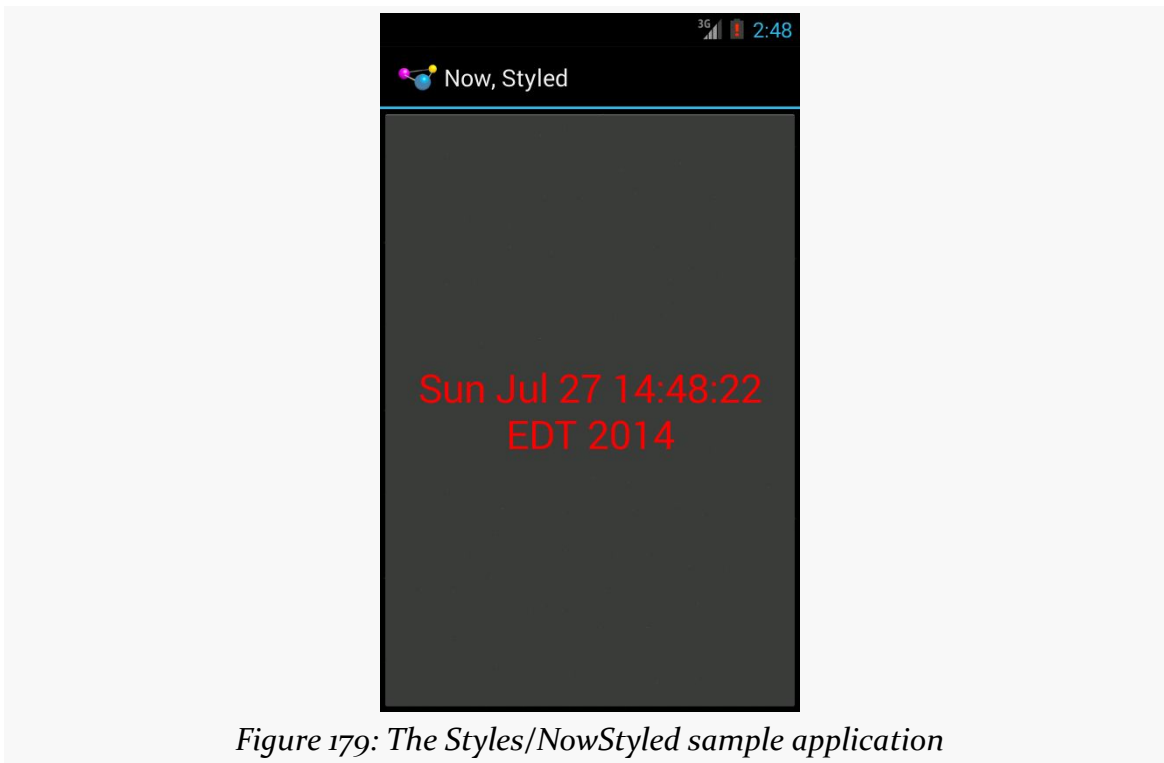 3G 2:48
Now, Styled
Sun Jul 27 14:48:22
EDT 2014
Figure 179: The Styles/NowStyled sample application